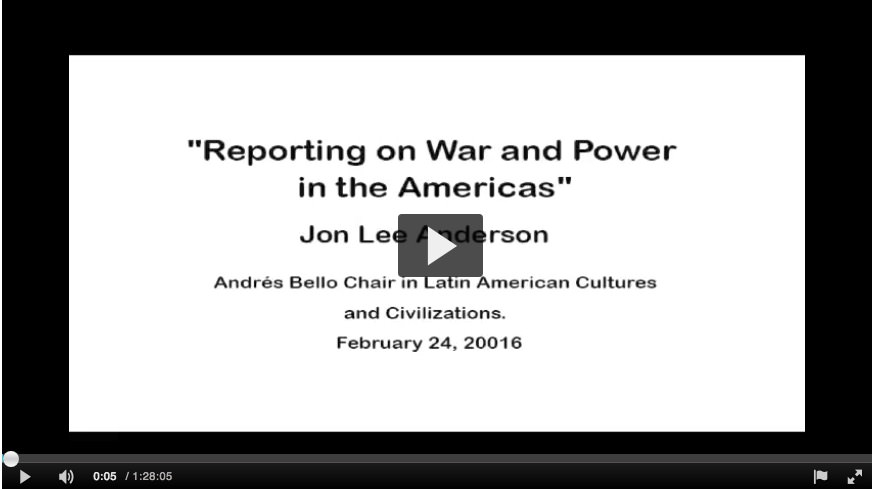 "Reporting on War and Power
in the Americas"
Jon Lee Anderson
Andrés Bello Chair in Latin American Cultures
and Civilizations.
February 24, 20016
0:05 / 1:28:05